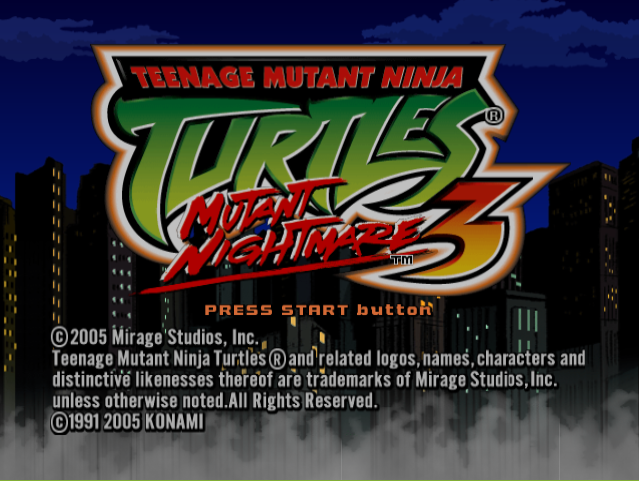 TEENAGE MUTANT NINJA
TURTLES®
MUTANT
NIGHTMARE 3
TM
PRESS START button
©2005 Mirage Studios, Inc.
Teenage Mutant Ninja Turtles® and related logos, names, characters and
distinctive likenesses thereof are trademarks of Mirage Studios, Inc.
unless otherwise noted.All Rights Reserved.
©1991 2005 KONAMI